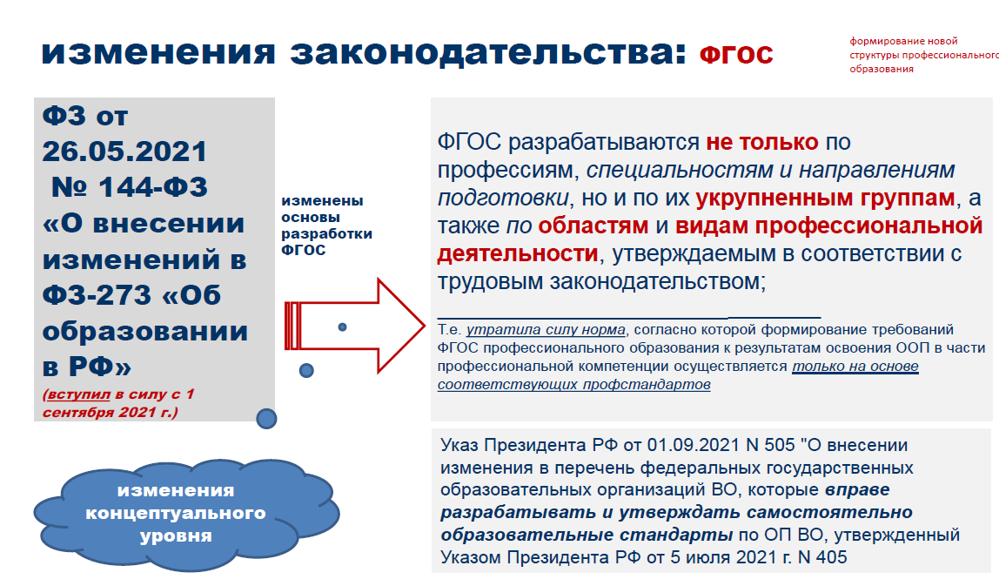 изменения законодательства: ФГОС
формирование новой
структуры профессионального
образования
ФЗ от
26.05.2021
№ 144-ФЗ
«О внесении
изменений в
ФЗ-273 «Об
образовании
в РФ»
(вступил в силу с 1
сентября 2021 г.)
изменены
основы
разработки
ФГОС
ФГОС разрабатываются не только по
профессиям, специальностям и направлениям
подготовки, но и по их укрупненным группам, а
также по областям и видам профессиональной
деятельности, утверждаемым в соответствии с
трудовым законодательством;
Т.е. утратила силу норма, согласно которой формирование требований
ФГОС профессионального образования к результатам освоения ООП в части
профессиональной компетенции осуществляется только на основе
соответствующих профстандартов
изменения
концептуального
уровня
Указ Президента РФ от 01.09.2021 N 505 "О внесении
изменения в перечень федеральных государственных
образовательных организаций ВО, которые вправе
разрабатывать и утверждать самостоятельно
образовательные стандарты по ОП ВО, утвержденный
Указом Президента РФ от 5 июля 2021 г. N 405